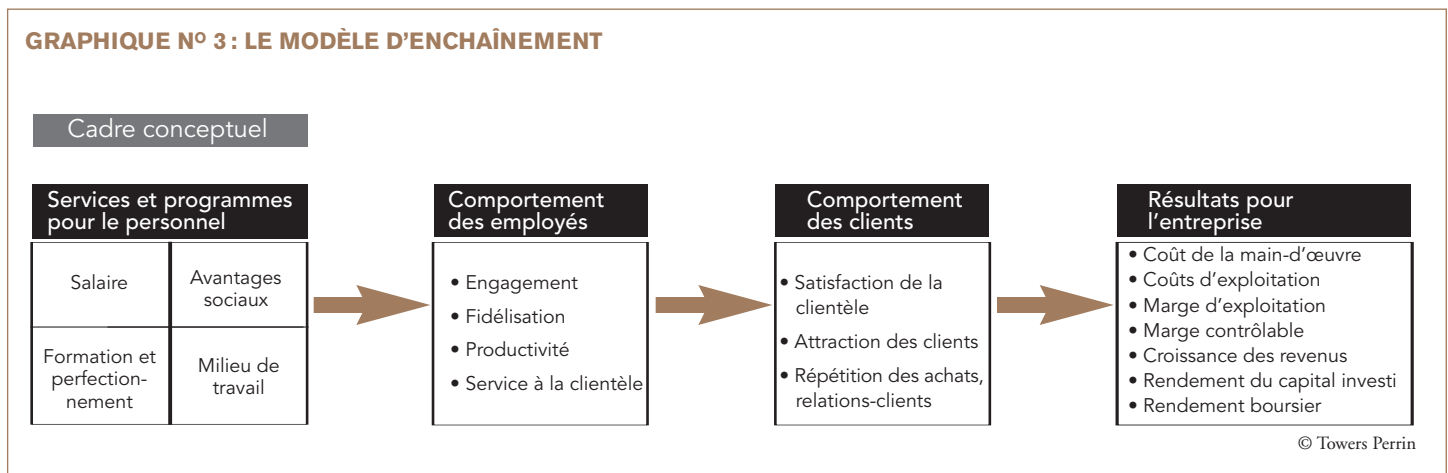 GRAPHIQUE Nº 3 : LE MODÈLE D’ENCHAÎNEMENT
Cadre conceptuel
Services et programmes
pour le personnel
Salaire
Avantages
sociaux
Formation et
perfection-
nement
Milieu de
travail
Comportement
des employés
• Engagement
• Fidélisation
• Productivité
• Service à la clientèle
Comportement
des clients
• Satisfaction de la
clientèle
• Attraction des clients
• Répétition des achats,
relations-clients
Résultats pour
l’entreprise
• Coût de la main-d’œuvre
• Coûts d’exploitation
• Marge d’exploitation
• Marge contrôlable
• Croissance des revenus
• Rendement du capital investi
• Rendement boursier
© Towers Perrin